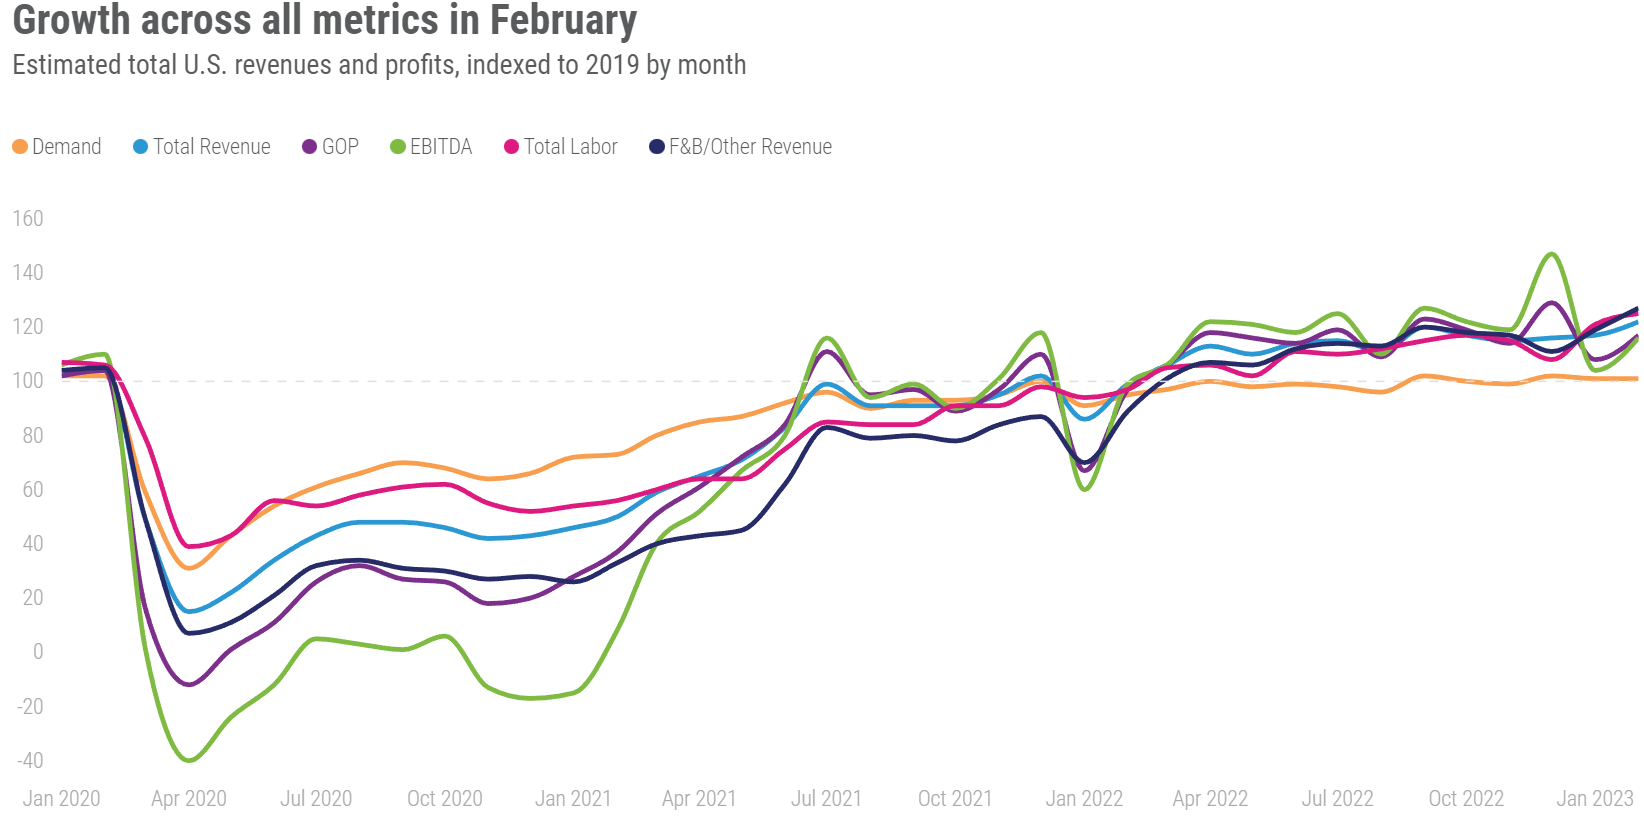 Growth across all metrics in February
Estimated total U.S. revenues and profits, indexed to 2019 by month
Demand Total Revenue GOP EBITDA Total Labor F&B/Other Revenue
160
140
120
100
80
60
40
20
0
-20
-40
Jan 2020 Apr 2020 Jul 2020 Oct 2020 Jan 2021 Apr 2021 Jul 2021 Oct 2021 Jan 2022 Apr 2022 Jul 2022 Oct 2022 Jan 2023